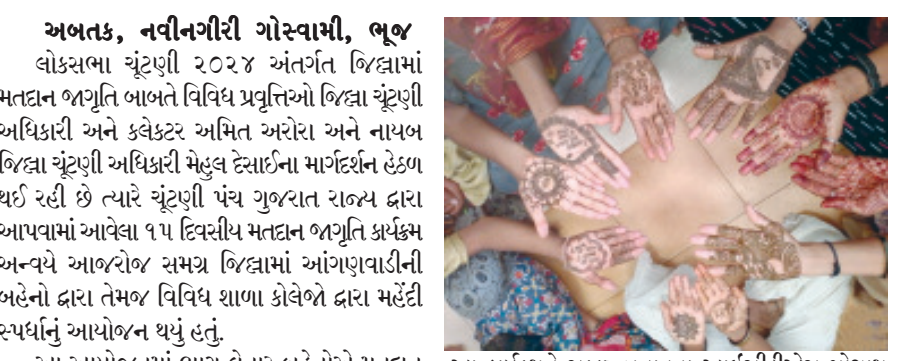 અબતક, નવીનગીરી ગોસ્વામી, ભૂજ
લોકસભા ચૂંટણી ૨૦૨૪ અંતર્ગત જિલ્લામાં
મતદાન જાગૃતિ બાબતે વિવિધ પ્રવૃત્તિઓ જિલ્લા ચૂંટણી
અધિકારી અને કલેકટર અમિત અરોરા અને નાયબ
જિલ્લા ચૂંટણી અધિકારી મેહુલ દેસાઈના માર્ગદર્શન હેઠળ
થઈ રહી છે ત્યારે ચૂંટણી પંચ ગુજરાત રાજ્ય દ્વારા
આપવામાં આવેલા ૧૫ દિવસીય મતદાન જાગૃતિ કાર્યક્રમ
અન્વયે આજરોજ સમગ્ર જિલ્લામાં આંગણવાડીની
બહેનો દ્વારા તેમજ વિવિધ શાળા કોલેજો દ્વારા મહેંદી
સ્પર્ધાનું આયોજન થયું હતું.